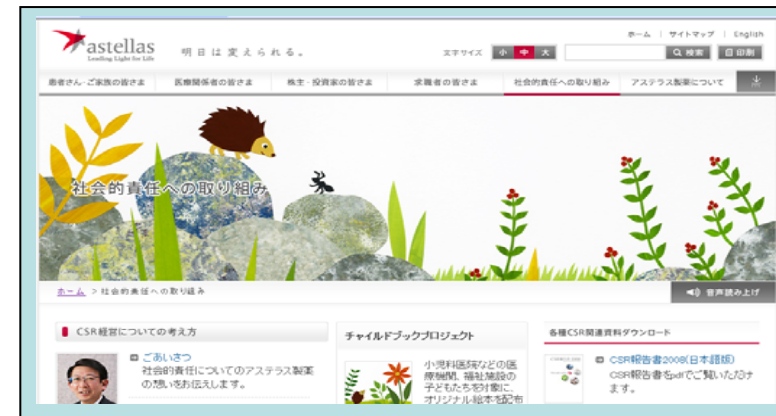 astellas
Leading Light for Life
明日は変えられる。
ホーム | サイトマップ | English
文字サイズ 小 中 大
検索 印刷
患者さん・ご家族の皆さま 医療関係者の皆さま 株主・投資家の皆さま 求職者の皆さま 社会的責任への取り組み アステラス製薬について
社会的責任への取り組み
ホーム > 社会的責任への取り組み
音声読み上げ
CSR経営についての考え方
ごあいさつ
社会的責任についてのアステラス製薬
の想いをお伝えします。
チャイルドブックプロジェクト
小児科医院などの医
療機関、福祉施設の
子どもたちを対象に、
オリジナル絵本を配布
各種CSR関連資料ダウンロード
CSR報告書2008(日本語版)
CSR報告書をpdfでご覧いただけ
ます。